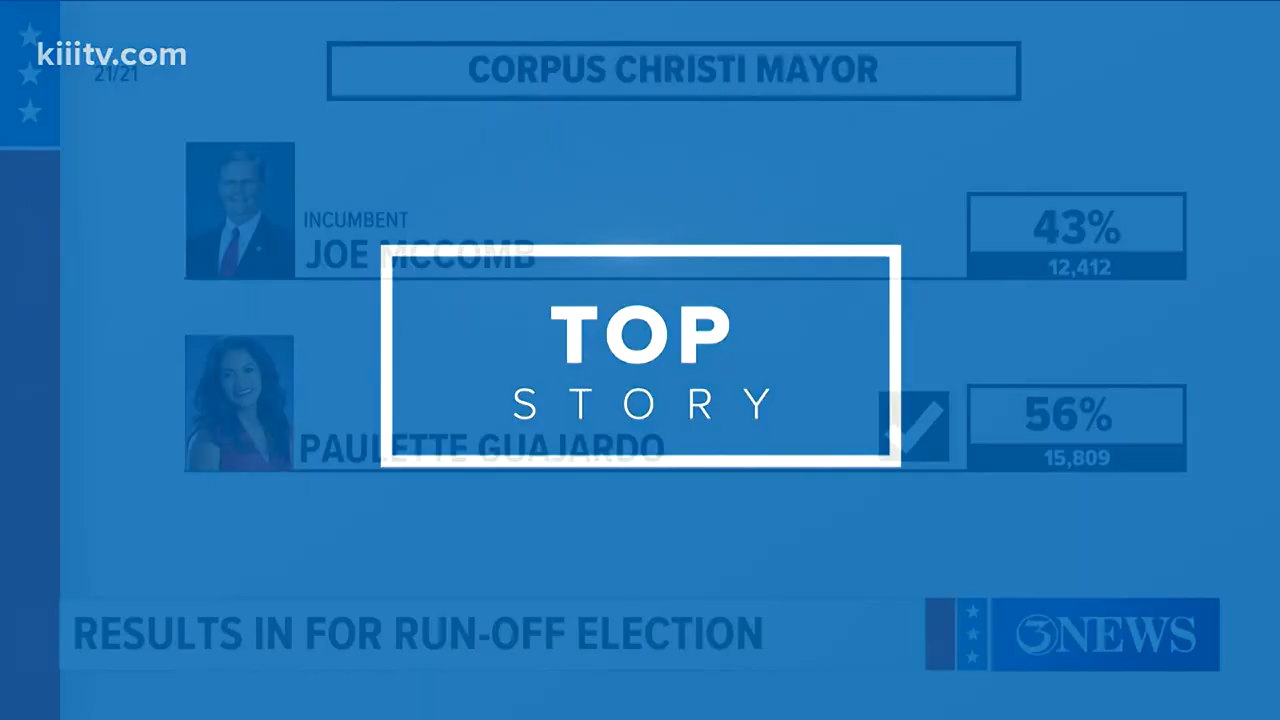 kiiitv.com
21/21
CORPUS CHRISTI MAYOR
INCUMBENT
JOE MCCOMB
43%
12,412
TOP
STORY
PAULETTE GUAJARDO
56%
15,809
RESULTS IN FOR RUN-OFF ELECTION
3NEWS